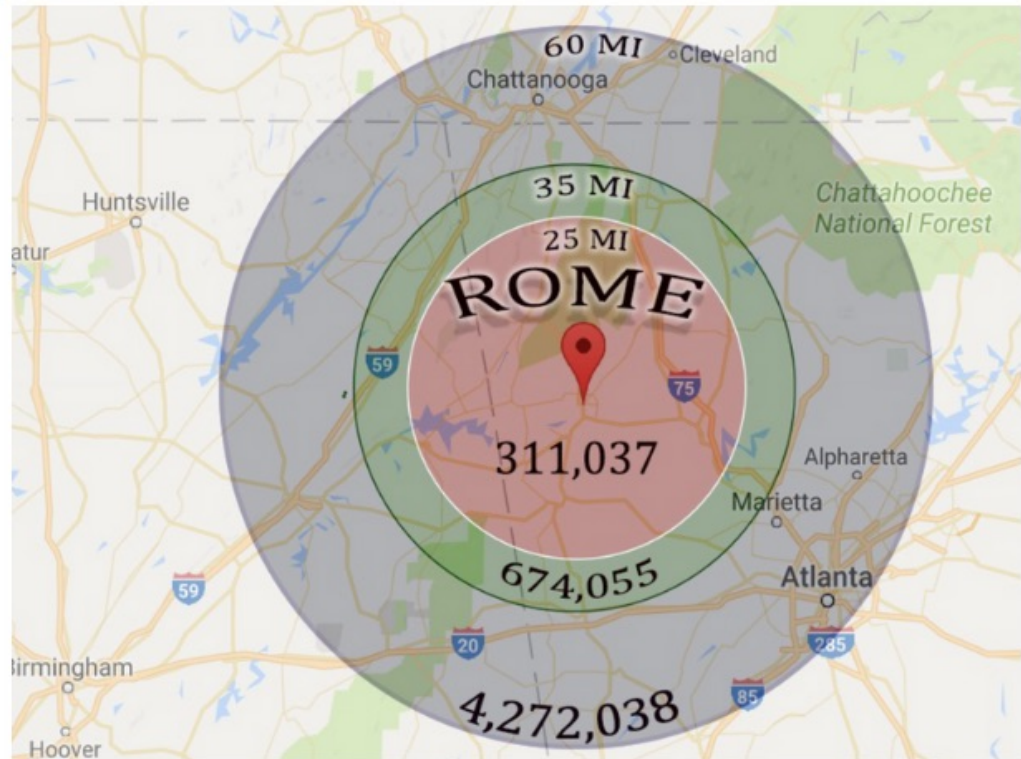 60 MI
Cleveland
Chattanooga
35 MI
Chattahoochee
National Forest
Huntsville
25 MI
atur
ROME
59
75
311,037
Alpharetta
Marietta
674,055
Atlanta
59
20
285
Birmingham
85
4,272,038
Hoover